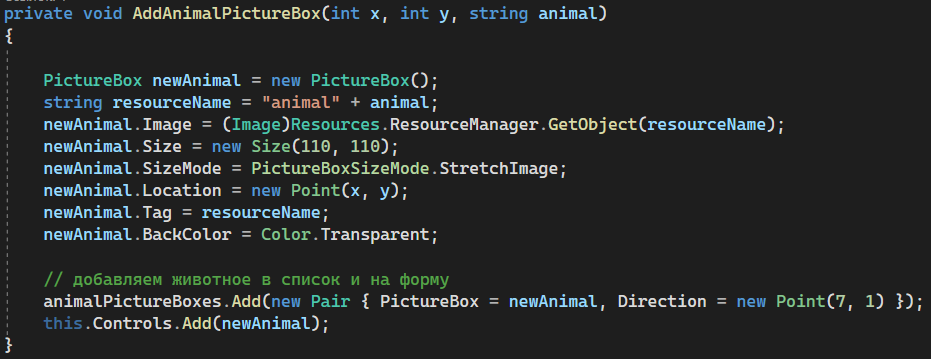 private void AddAnimalPictureBox(int x, int y, string animal)
{
PictureBox newAnimal = new PictureBox();
string resourceName = "animal" + animal;
newAnimal.Image = (Image)Resources.ResourceManager.GetObject(resourceName);
newAnimal.Size = new Size(110, 110);
newAnimal.SizeMode = PictureBoxSizeMode.StretchImage;
newAnimal.Location = new Point(x, y);
newAnimal.Tag = resourceName;
newAnimal.BackColor = Color.Transparent;
// добавляем животное в список и на форму
animalPictureBoxes.Add(new Pair { PictureBox = newAnimal, Direction = new Point(7, 1) });
this.Controls.Add(newAnimal);
}